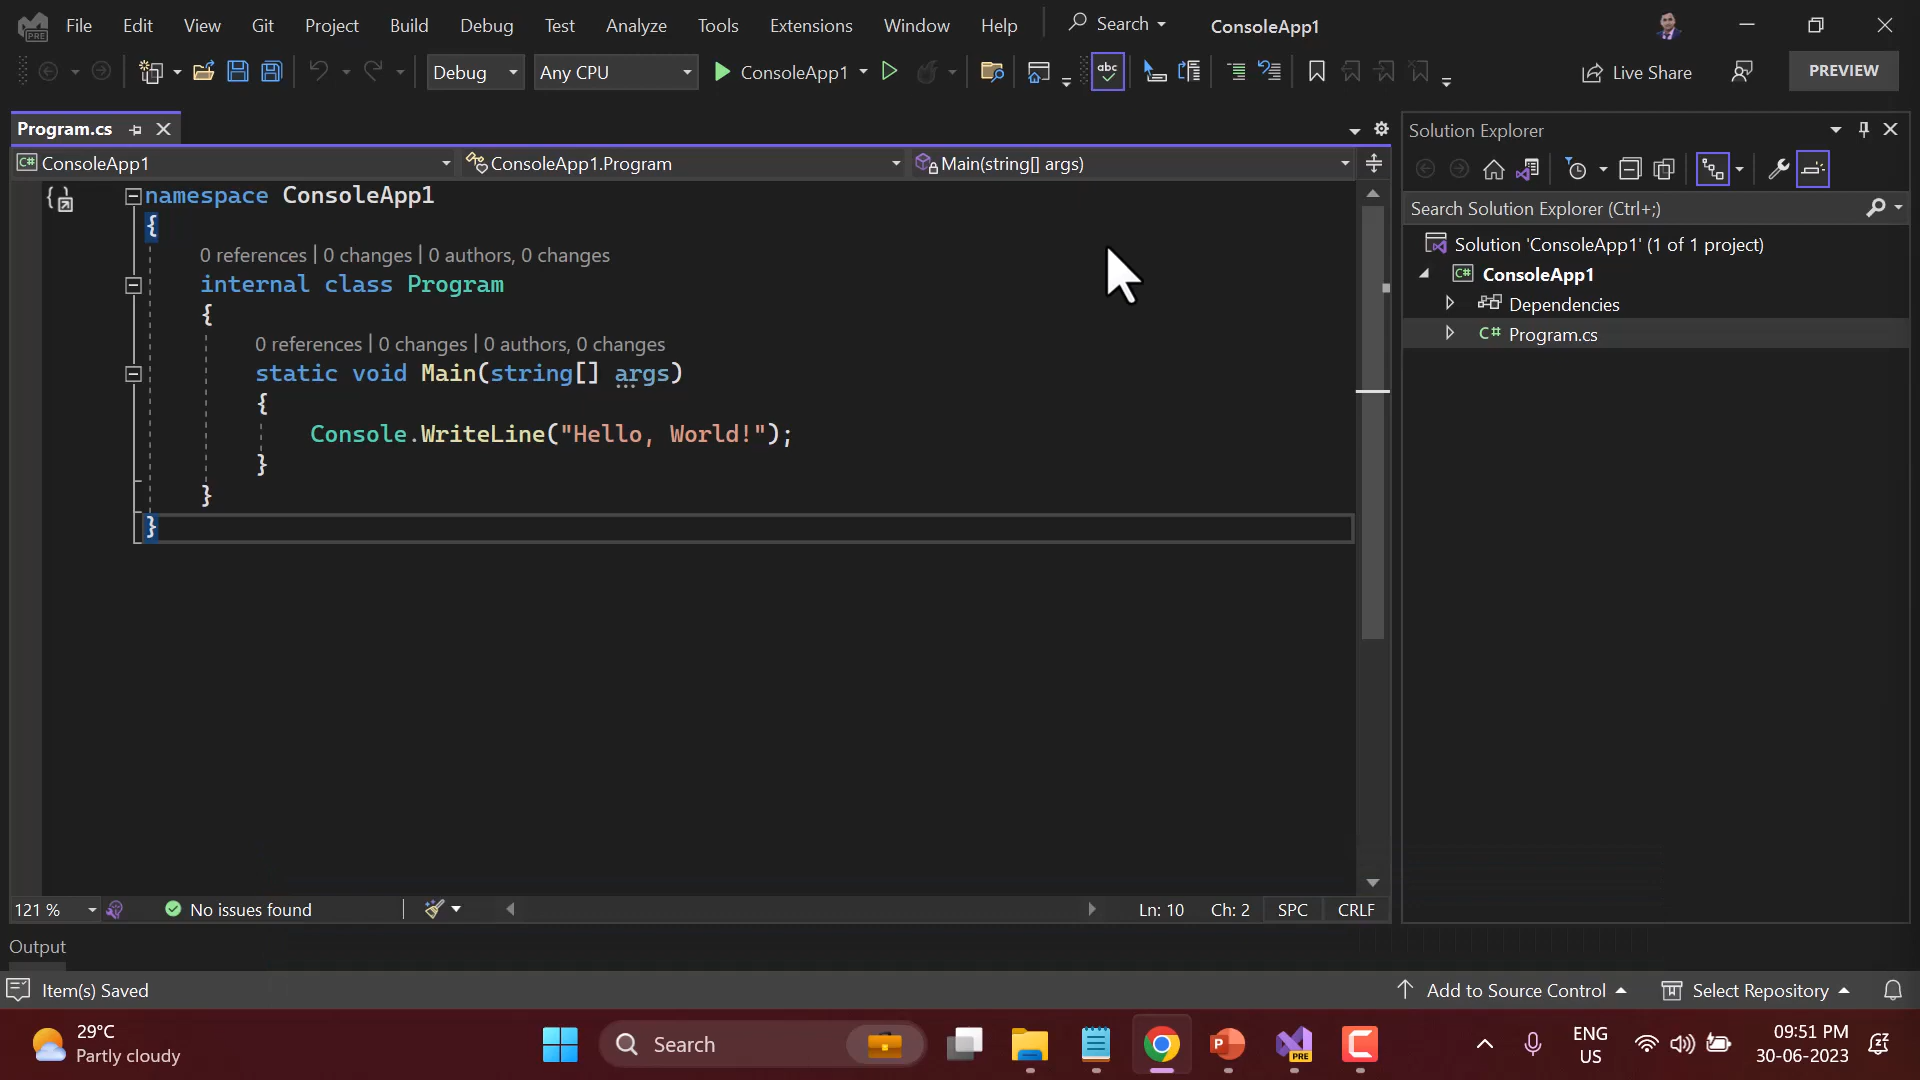 File Edit View Git Project Build Debug Test Analyze Tools Extensions Window Help Search ConsoleApp1
Debug Any CPU ConsoleApp1 abc Live Share PREVIEW
Program.cs
ConsoleApp1 ConsoleApp1.Program Main(string[] args)
namespace ConsoleApp1
{
0 references | 0 changes | 0 authors, 0 changes
internal class Program
{
0 references | 0 changes | 0 authors, 0 changes
static void Main(string[] args)
{
Console.WriteLine("Hello, World!");
}
}
}
Solution Explorer
Search Solution Explorer (Ctrl+;)
Solution 'ConsoleApp1' (1 of 1 project)
C# ConsoleApp1
Dependencies
C# Program.cs
121 % No issues found Ln: 10 Ch: 2 SPC CRLF
Output
Item(s) Saved Add to Source Control Select Repository
29°C
Partly cloudy
Search
PRE
ENG
US
09:51 PM
30-06-2023